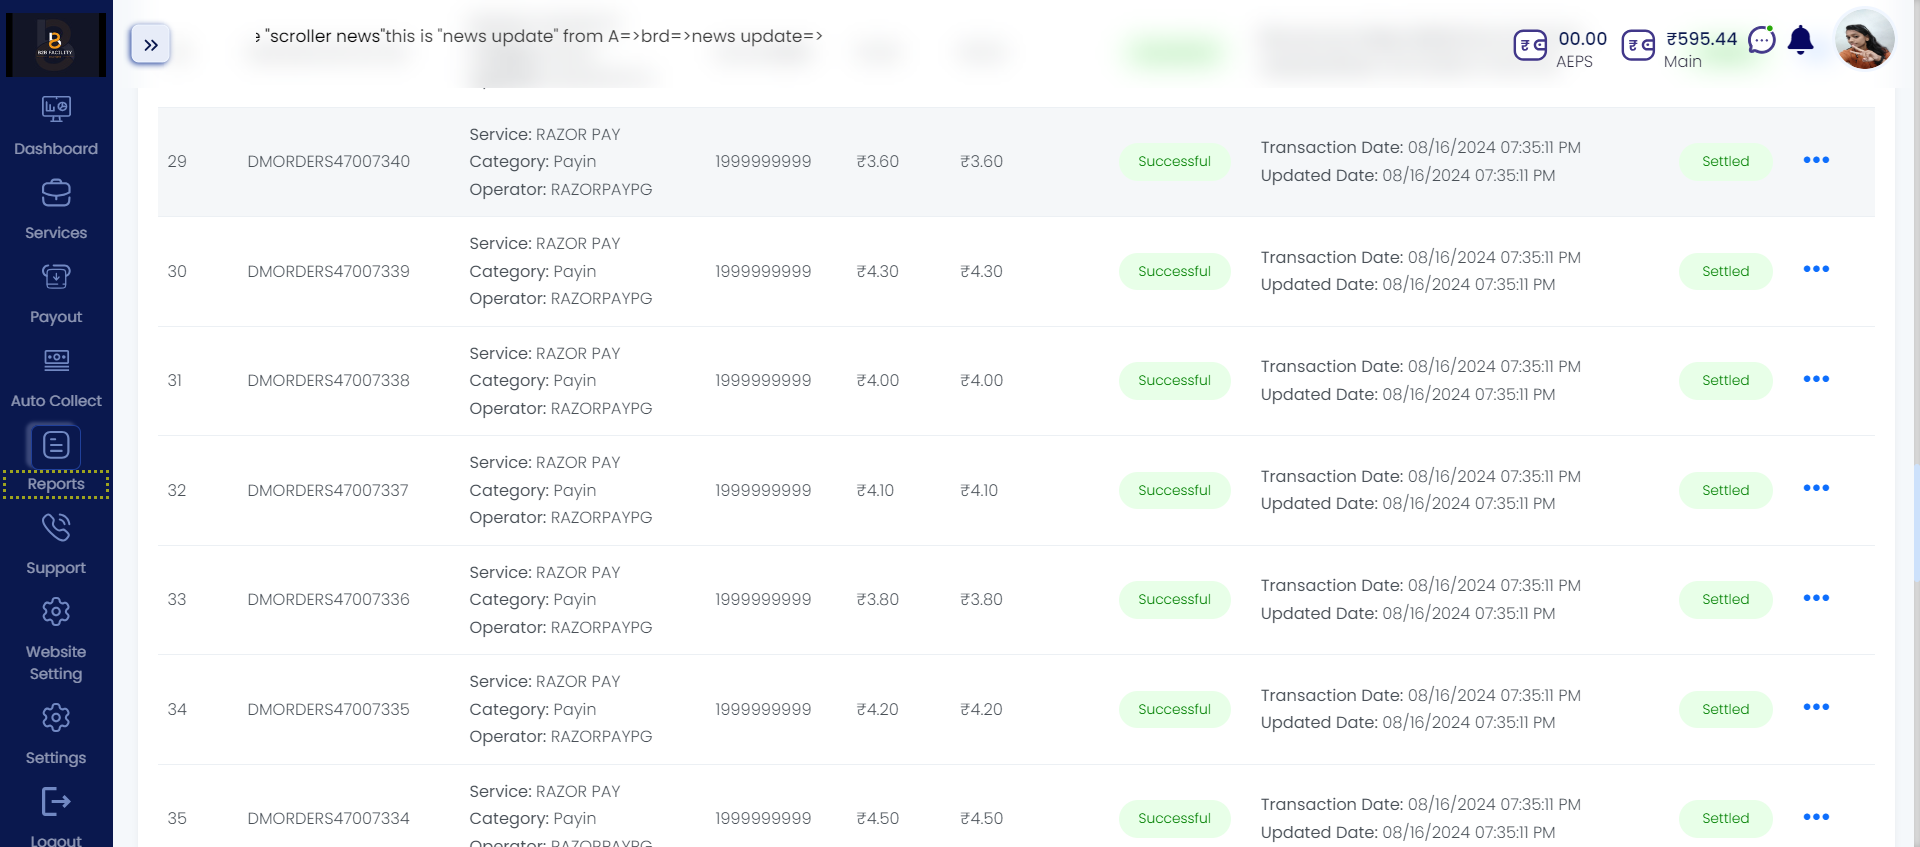 "scroller news"this is "news update" from A=>brd=>news update=>
00.00
AEPS
₹595.44
Main
B2B FACILITY
Dashboard
Services
Payout
Auto Collect
Reports
Support
Website
Setting
Settings
Logout
29 DMORDERS47007340 Service: RAZOR PAY
Category: Payin
Operator: RAZORPAYPG
1999999999 ₹3.60 ₹3.60 Successful Transaction Date: 08/16/2024 07:35:11 PM
Updated Date: 08/16/2024 07:35:11 PM
Settled
30 DMORDERS47007339 Service: RAZOR PAY
Category: Payin
Operator: RAZORPAYPG
1999999999 ₹4.30 ₹4.30 Successful Transaction Date: 08/16/2024 07:35:11 PM
Updated Date: 08/16/2024 07:35:11 PM
Settled
31 DMORDERS47007338 Service: RAZOR PAY
Category: Payin
Operator: RAZORPAYPG
1999999999 ₹4.00 ₹4.00 Successful Transaction Date: 08/16/2024 07:35:11 PM
Updated Date: 08/16/2024 07:35:11 PM
Settled
32 DMORDERS47007337 Service: RAZOR PAY
Category: Payin
Operator: RAZORPAYPG
1999999999 ₹4.10 ₹4.10 Successful Transaction Date: 08/16/2024 07:35:11 PM
Updated Date: 08/16/2024 07:35:11 PM
Settled
33 DMORDERS47007336 Service: RAZOR PAY
Category: Payin
Operator: RAZORPAYPG
1999999999 ₹3.80 ₹3.80 Successful Transaction Date: 08/16/2024 07:35:11 PM
Updated Date: 08/16/2024 07:35:11 PM
Settled
34 DMORDERS47007335 Service: RAZOR PAY
Category: Payin
Operator: RAZORPAYPG
1999999999 ₹4.20 ₹4.20 Successful Transaction Date: 08/16/2024 07:35:11 PM
Updated Date: 08/16/2024 07:35:11 PM
Settled
35 DMORDERS47007334 Service: RAZOR PAY
Category: Payin
Operator: RAZORPAYPG
1999999999 ₹4.50 ₹4.50 Successful Transaction Date: 08/16/2024 07:35:11 PM
Updated Date: 08/16/2024 07:35:11 PM
Settled